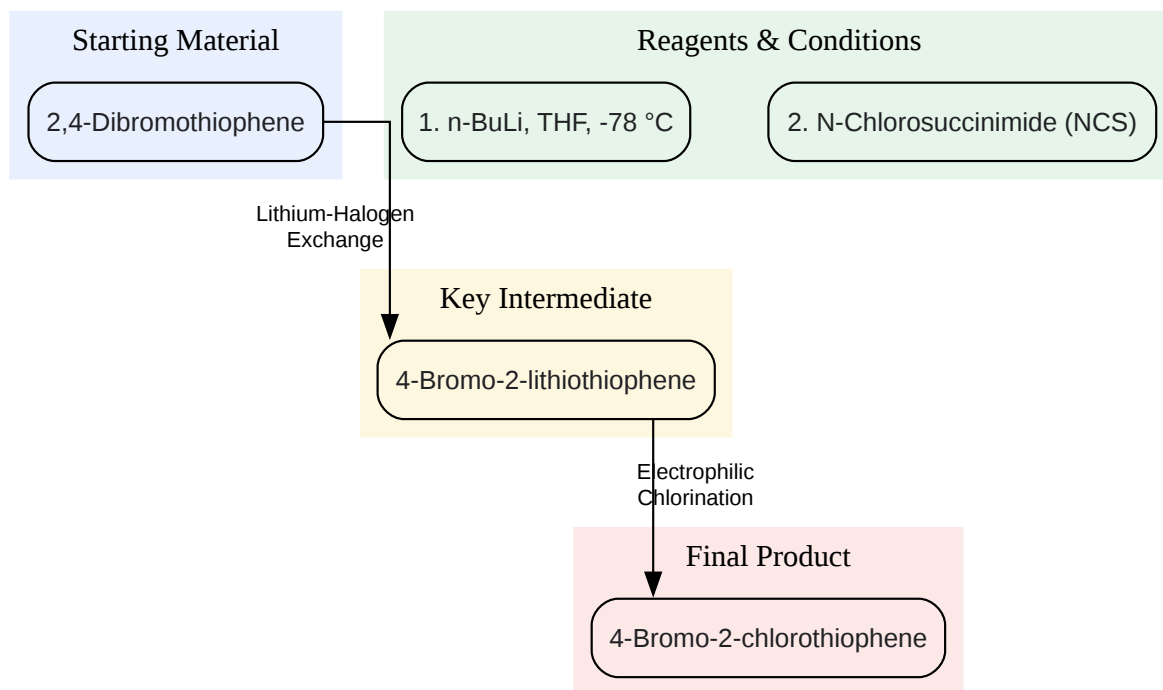 Starting Material
Reagents & Conditions
2,4-Dibromothiophene
1. n-BuLi, THF, -78 °C
2. N-Chlorosuccinimide (NCS)
Lithium-Halogen
Exchange
Key Intermediate
4-Bromo-2-lithiothiophene
Electrophilic
Chlorination
Final Product
4-Bromo-2-chlorothiophene